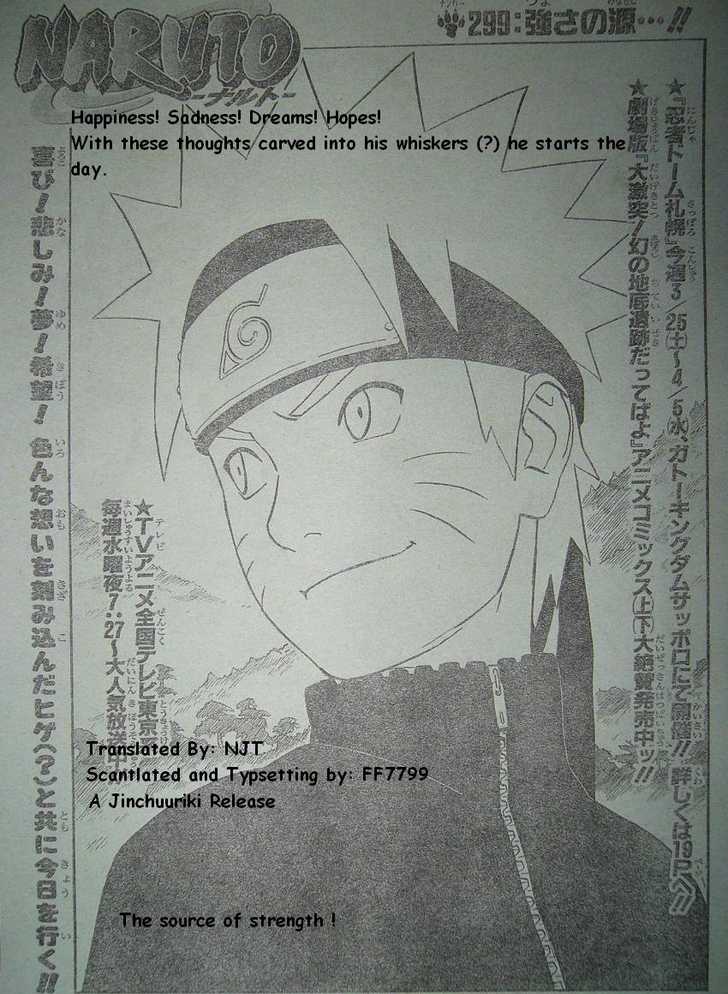 NARUTO
ーナルトー
ナンバー 299：強さの源…!!
Happiness! Sadness! Dreams! Hopes!
With these thoughts carved into his whiskers (?) he starts the
day.
★『忍者ドーム札幌』今週3/25(土)〜4/5(水)、ガトーキングダムサッポロにて開催!! 詳しくは19Pへ!!
★劇場版『大激突!幻の地底遺跡だってばよ』アニメコミックス(上)(下)大絶賛発売中ッ!!
★TVアニメ全国テレビ東京系
毎週水曜夜7：27〜大人気放送中
喜び!悲しみ!夢!希望! 色んな想いを刻み込んだヒゲ(?)と共に今日を行く!!
Translated By: NJT
Scantlated and Typsetting by: FF7799
A Jinchuuriki Release
The source of strength !